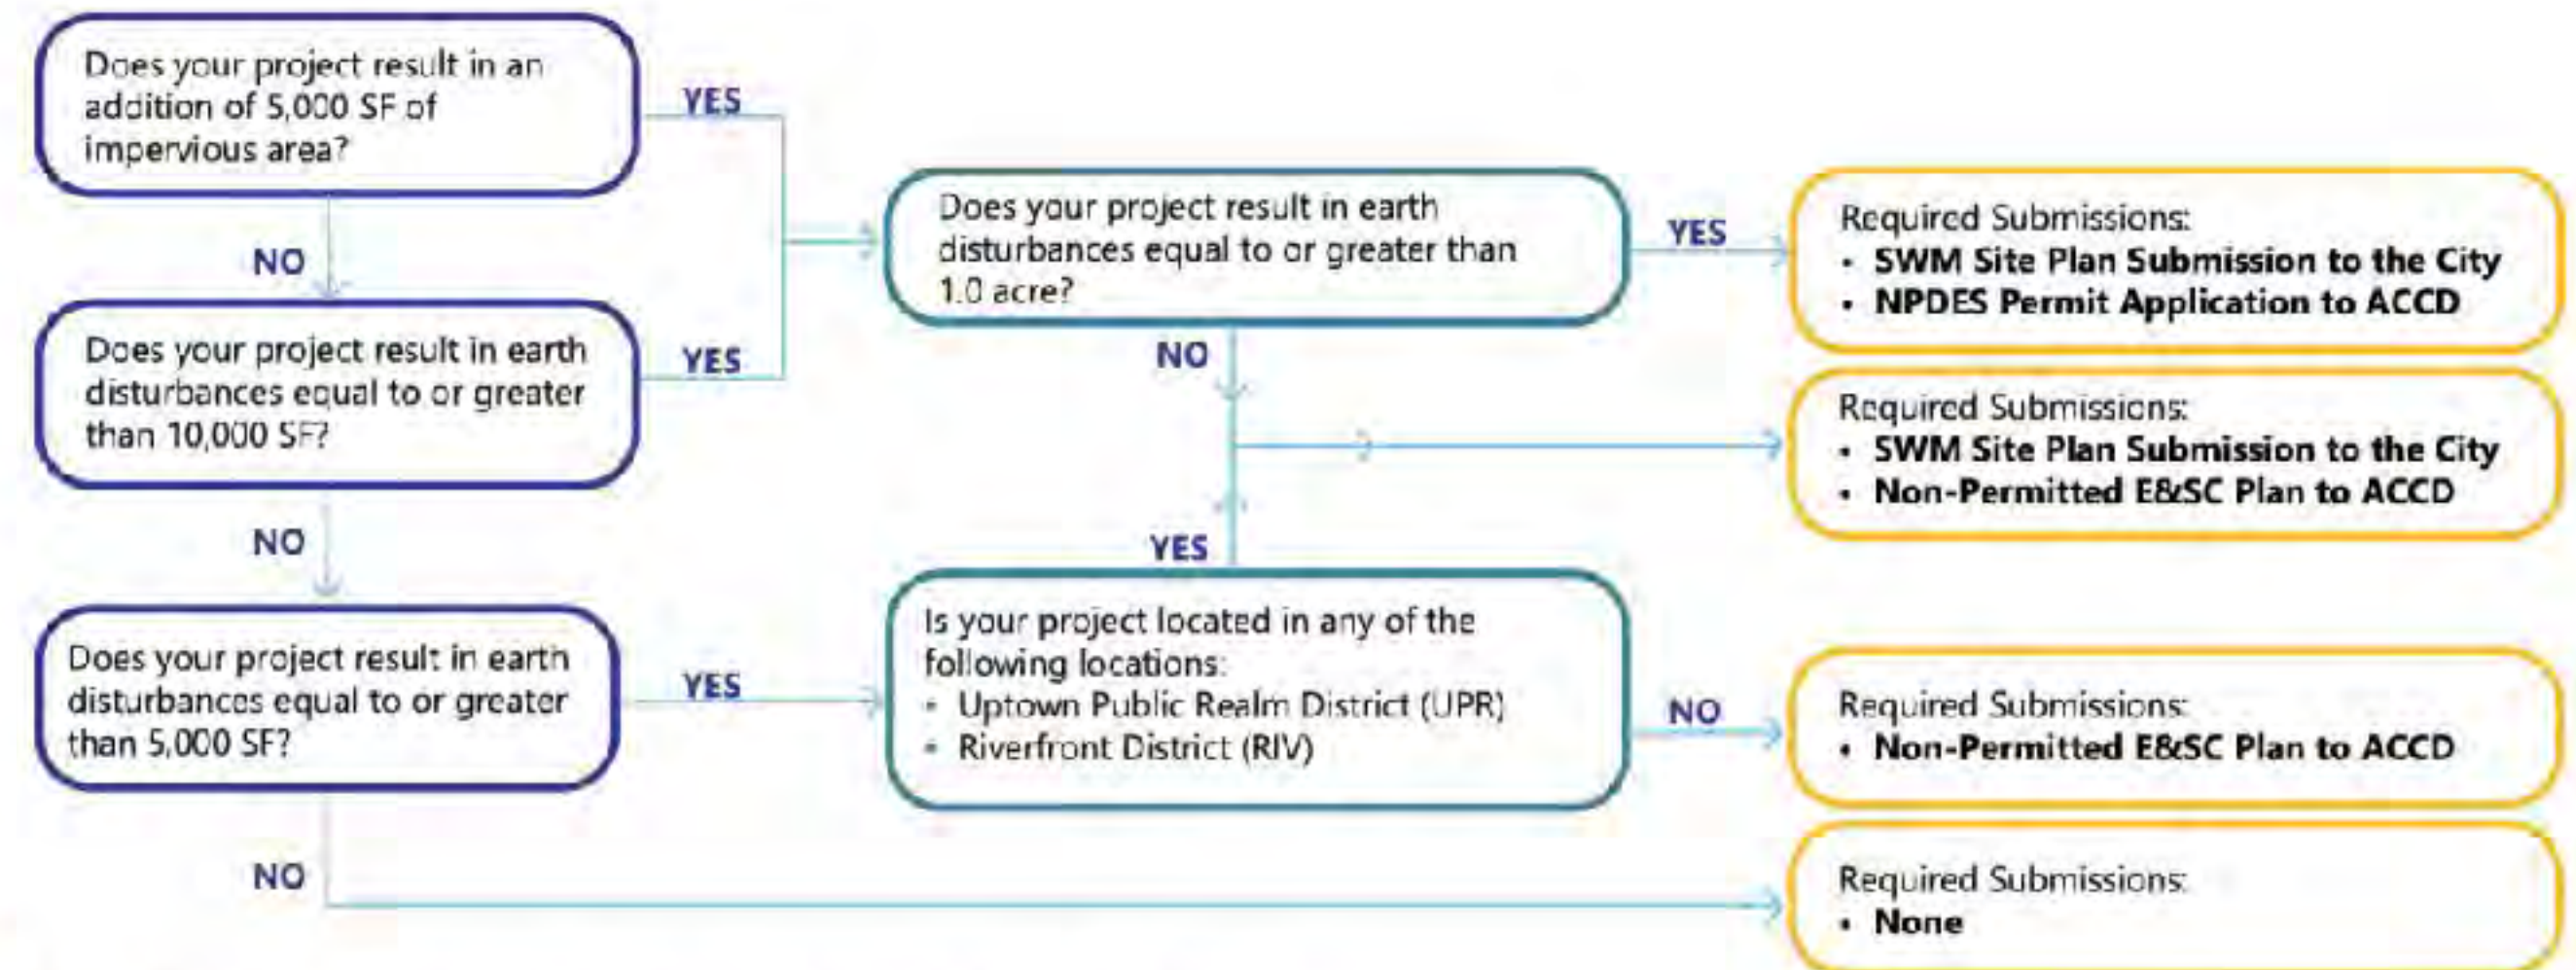 Does your project result in an
addition of 5,000 SF of
impervious area?
YES
NO
Does your project result in earth
disturbances equal to or greater
than 10,000 SF?
YES
NO
Does your project result in earth
disturbances equal to or greater
than 5,000 SF?
YES
NO
Does your project result in earth
disturbances equal to or greater than
1.0 acre?
YES
NO
Is your project located in any of the
following locations:
• Uptown Public Realm District (UPR)
• Riverfront District (RIV)
YES
NO
Required Submissions:
• SWM Site Plan Submission to the City
• NPDES Permit Application to ACCD
Required Submissions:
• SWM Site Plan Submission to the City
• Non-Permitted E&SC Plan to ACCD
Required Submissions:
• Non-Permitted E&SC Plan to ACCD
Required Submissions:
• None